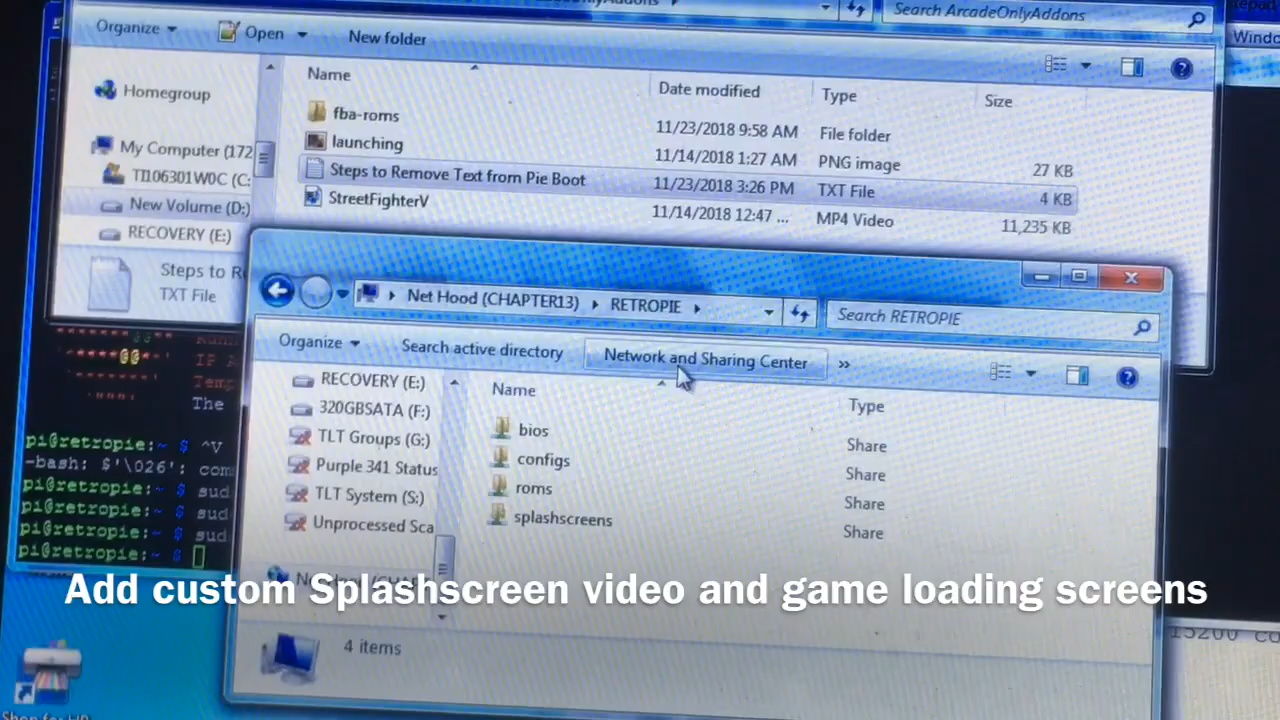 Search ArcadeOnlyAddons
Organize
Open
New folder
Windo
Name
Date modified
Type
Size
Homegroup
My Computer (172
TI106301W0C (C:
New Volume (D:)
RECOVERY (E:)
fba-roms
11/23/2018 9:58 AM
File folder
launching
11/14/2018 1:27 AM
PNG image
27 KB
Steps to Remove Text from Pie Boot
11/23/2018 3:26 PM
TXT File
4 KB
StreetFighterV
11/14/2018 12:47 ...
MP4 Video
11,235 KB
Steps to R
TXT File
Net Hood (CHAPTER13)
RETROPIE
Search RETROPIE
Organize
Search active directory
Network and Sharing Center
»
Name
Type
RECOVERY (E:)
320GBSATA (F:)
TLT Groups (G:)
Purple 341 Status
TLT System (S:)
Unprocessed Sca
bios
Share
configs
Share
roms
Share
splashscreens
Share
4 items
The
pi@retropie:~ $ ^V
-bash: $'\026': com
pi@retropie:~ $ sud
pi@retropie:~ $ sud
pi@retropie:~ $ sud
pi@retropie:~ $
Add custom Splashscreen video and game loading screens